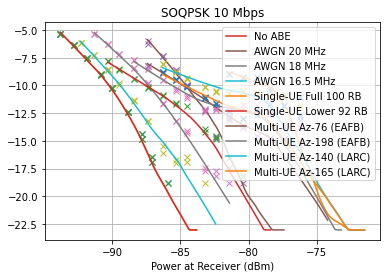 SOQPSK 10 Mbps
−5.0
−7.5
−10.0
−12.5
−15.0
−17.5
−20.0
−22.5
No ABE
AWGN 20 MHz
AWGN 18 MHz
AWGN 16.5 MHz
Single-UE Full 100 RB
Single-UE Lower 92 RB
Multi-UE Az-76 (EAFB)
Multi-UE Az-198 (EAFB)
Multi-UE Az-140 (LARC)
Multi-UE Az-165 (LARC)
−90 −85 −80 −75
Power at Receiver (dBm)